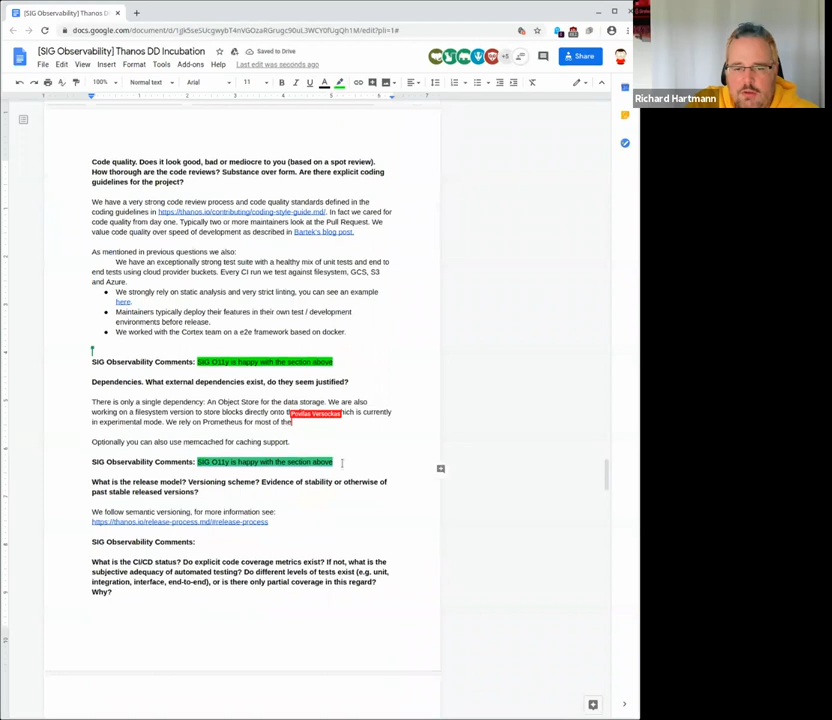 [SIG Observability] Thanos DD Incubation
docs.google.com/document/d/1gJk5se5UcgwybT4nVGOzaRGrugc90uL3WCY0fUgQh1M/edit?pli=1#
[SIG Observability] Thanos DD Incubation
Saved to Drive
File Edit View Insert Format Tools Add-ons Help
Last edit was seconds ago
+5
Share
100%
Normal text
Arial
11
Richard Hartmann
Code quality. Does it look good, bad or mediocre to you (based on a spot review).
How thorough are the code reviews? Substance over form. Are there explicit coding
guidelines for the project?
We have a very strong code review process and code quality standards defined in the
coding guidelines in https://thanos.io/contributing/coding-style-guide.md/. In fact we cared for
code quality from day one. Typically two or more maintainers look at the Pull Request. We
value code quality over speed of development as described in Bartek's blog post.
As mentioned in previous questions we also:
We have an exceptionally strong test suite with a healthy mix of unit tests and end to
end tests using cloud provider buckets. Every CI run we test against filesystem, GCS, S3
and Azure.
● We strongly rely on static analysis and very strict linting, you can see an example
here.
● Maintainers typically deploy their features in their own test / development
environments before release.
● We worked with the Cortex team on a e2e framework based on docker.
SIG Observability Comments: SIG O11y is happy with the section above
Dependencies. What external dependencies exist, do they seem justified?
There is only a single dependency: An Object Store for the data storage. We are also
working on a filesystem version to store blocks directly onto which is currently
Povilas Versockas
in experimental mode. We rely on Prometheus for most of the
Optionally you can also use memcached for caching support.
SIG Observability Comments: SIG O11y is happy with the section above
What is the release model? Versioning scheme? Evidence of stability or otherwise of
past stable released versions?
We follow semantic versioning, for more information see:
https://thanos.io/release-process.md/#release-process
SIG Observability Comments:
What is the CI/CD status? Do explicit code coverage metrics exist? If not, what is the
subjective adequacy of automated testing? Do different levels of tests exist (e.g. unit,
integration, interface, end-to-end), or is there only partial coverage in this regard?
Why?